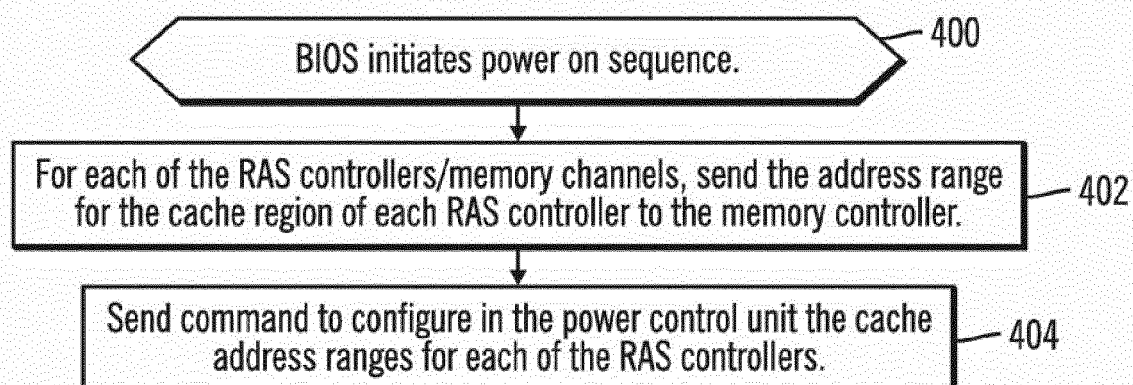 BIOS initiates power on sequence.
400
For each of the RAS controllers/memory channels, send the address range
for the cache region of each RAS controller to the memory controller.
402
Send command to configure in the power control unit the cache
address ranges for each of the RAS controllers.
404